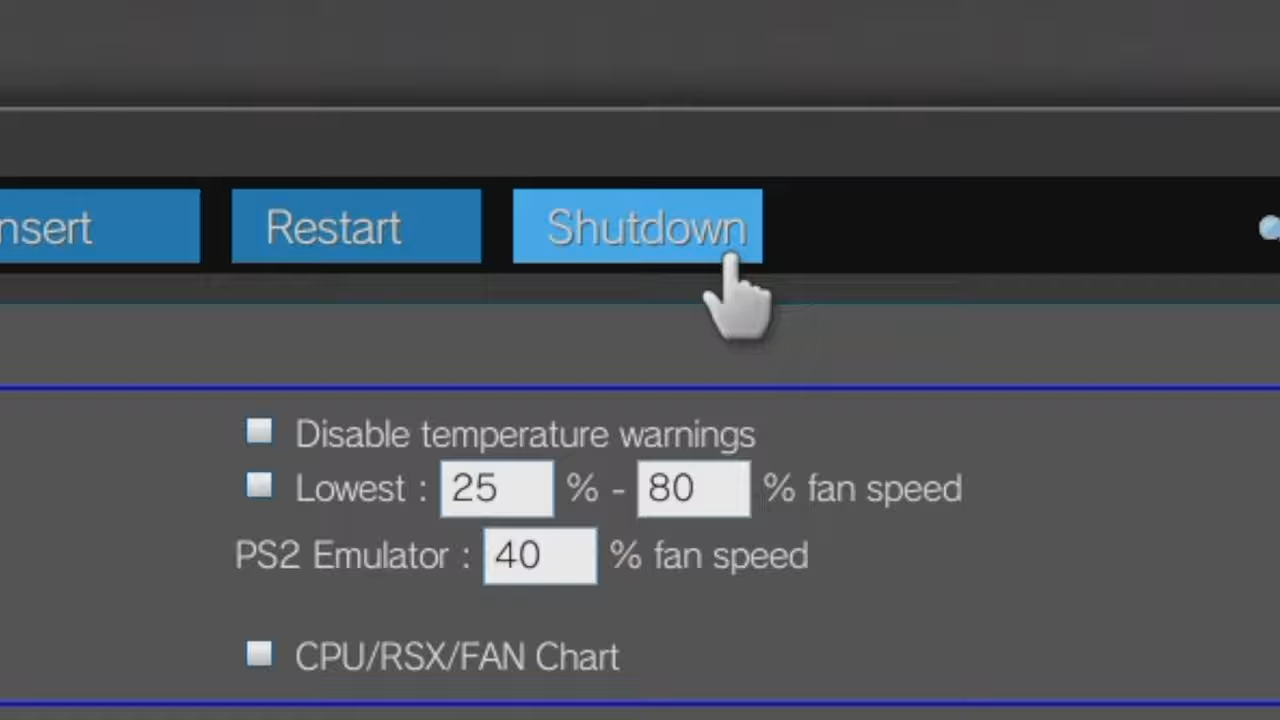 nsert Restart Shutdown
Disable temperature warnings
Lowest : 25 % - 80 % fan speed
PS2 Emulator : 40 % fan speed
CPU/RSX/FAN Chart